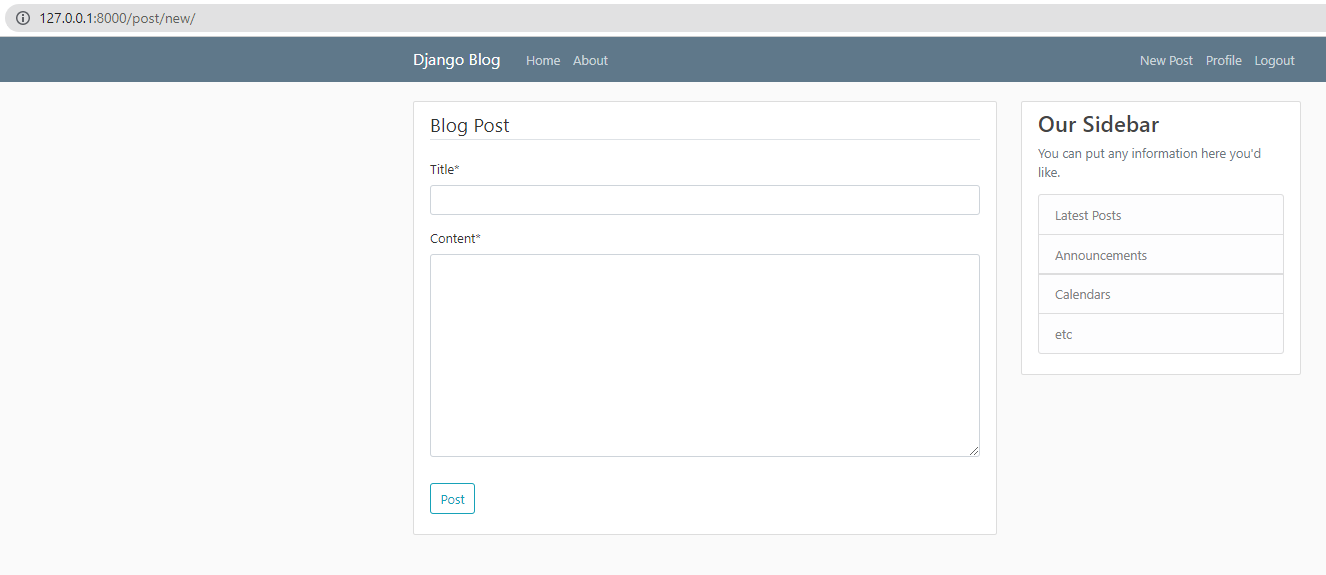 127.0.0.1:8000/post/new/
Django Blog Home About New Post Profile Logout
Blog Post
Title*
Content*
Post
Our Sidebar
You can put any information here you'd
like.
Latest Posts
Announcements
Calendars
etc